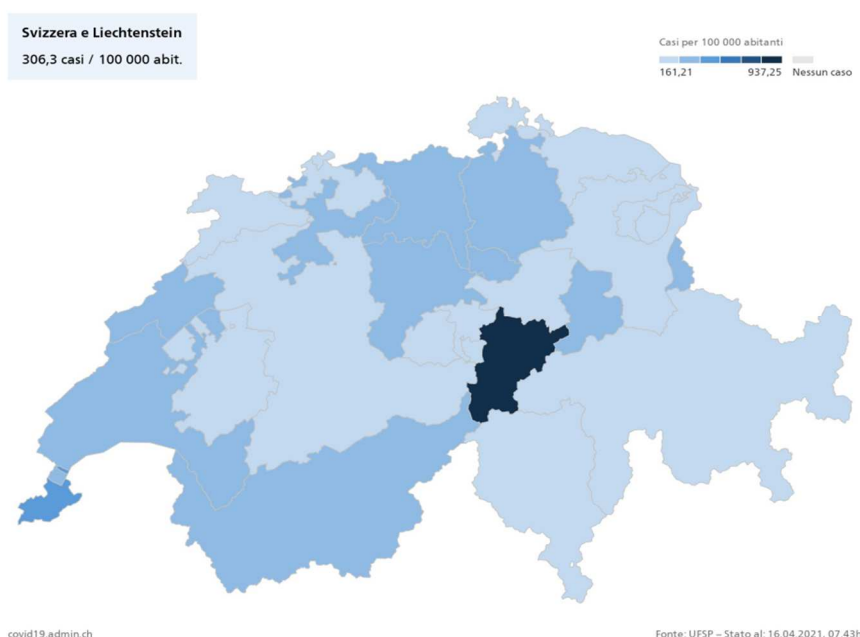 Svizzera e Liechtenstein
306,3 casi / 100 000 abit.
Casi per 100 000 abitanti
161,21 937,25 Nessun caso
covid19.admin.ch
Fonte: UFSP – Stato al: 16.04.2021, 07.43h